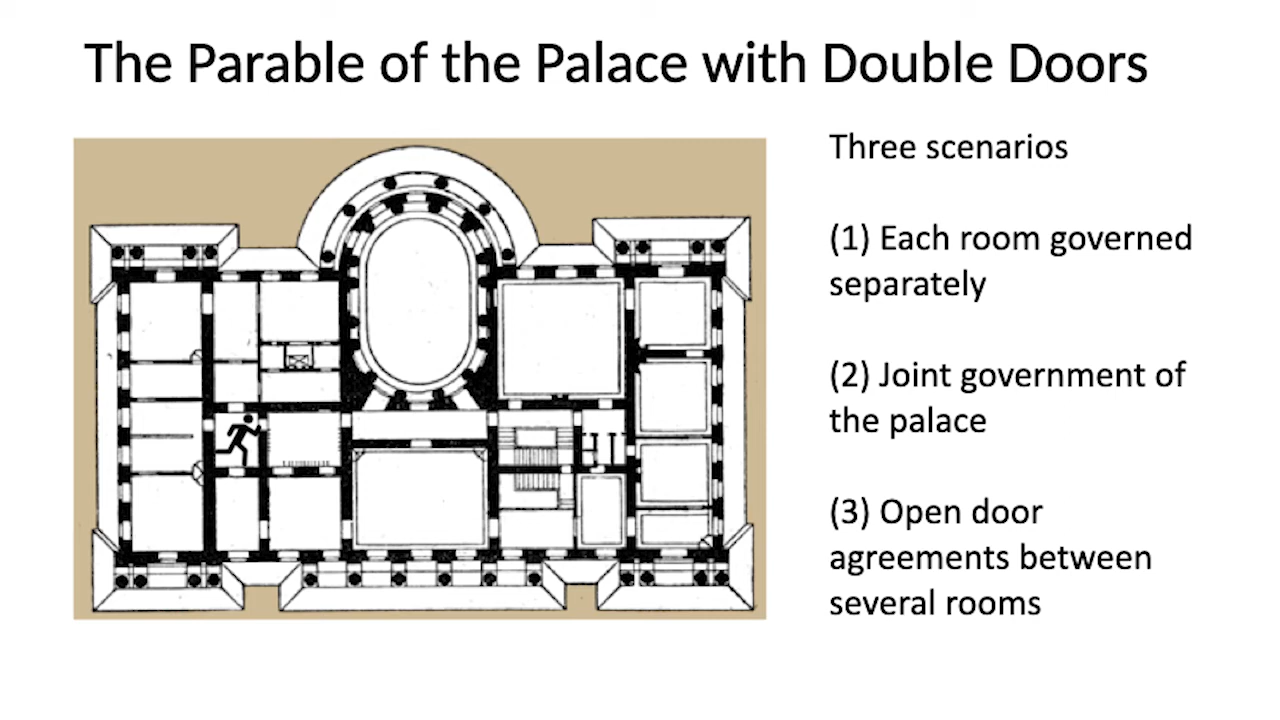 The Parable of the Palace with Double Doors
Three scenarios
(1) Each room governed
separately
(2) Joint government of
the palace
(3) Open door
agreements between
several rooms